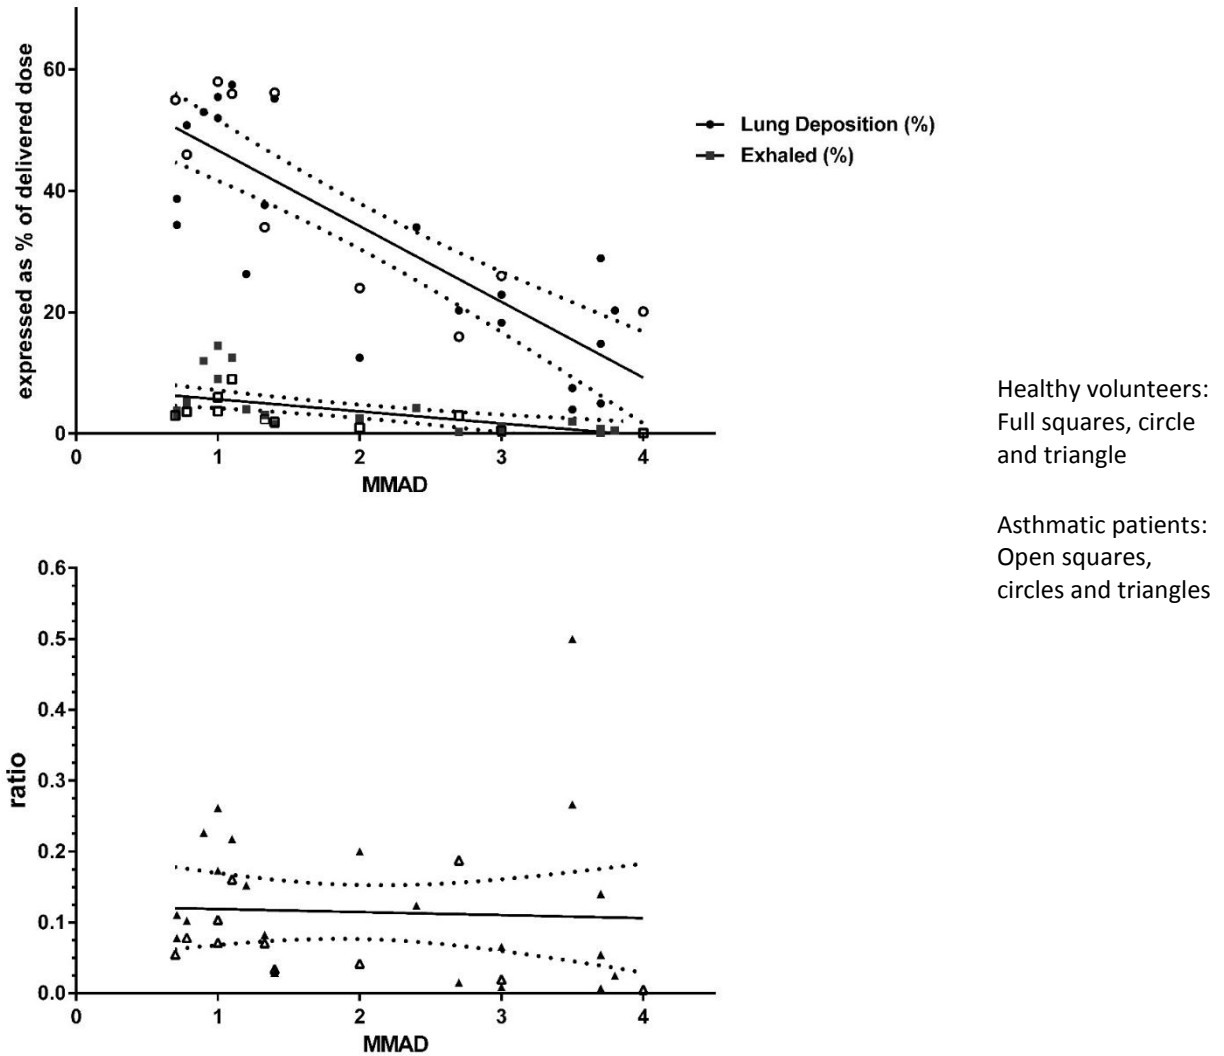 expressed as % of delivered dose
60
40
20
0
0
1
2
3
4
MMAD
Lung Deposition (%)
Exhaled (%)
Healthy volunteers:
Full squares, circle
and triangle
Asthmatic patients:
Open squares,
circles and triangles
ratio
0.6
0.5
0.4
0.3
0.2
0.1
0.0
0
1
2
3
4
MMAD